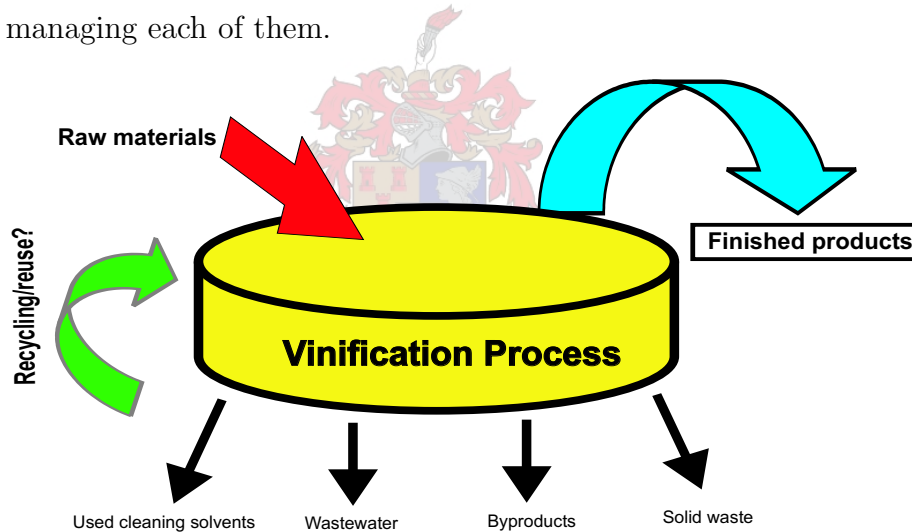 managing each of them.
Raw materials
Finished products
Recycling/reuse?
Vinification Process
Used cleaning solvents
Wastewater
Byproducts
Solid waste